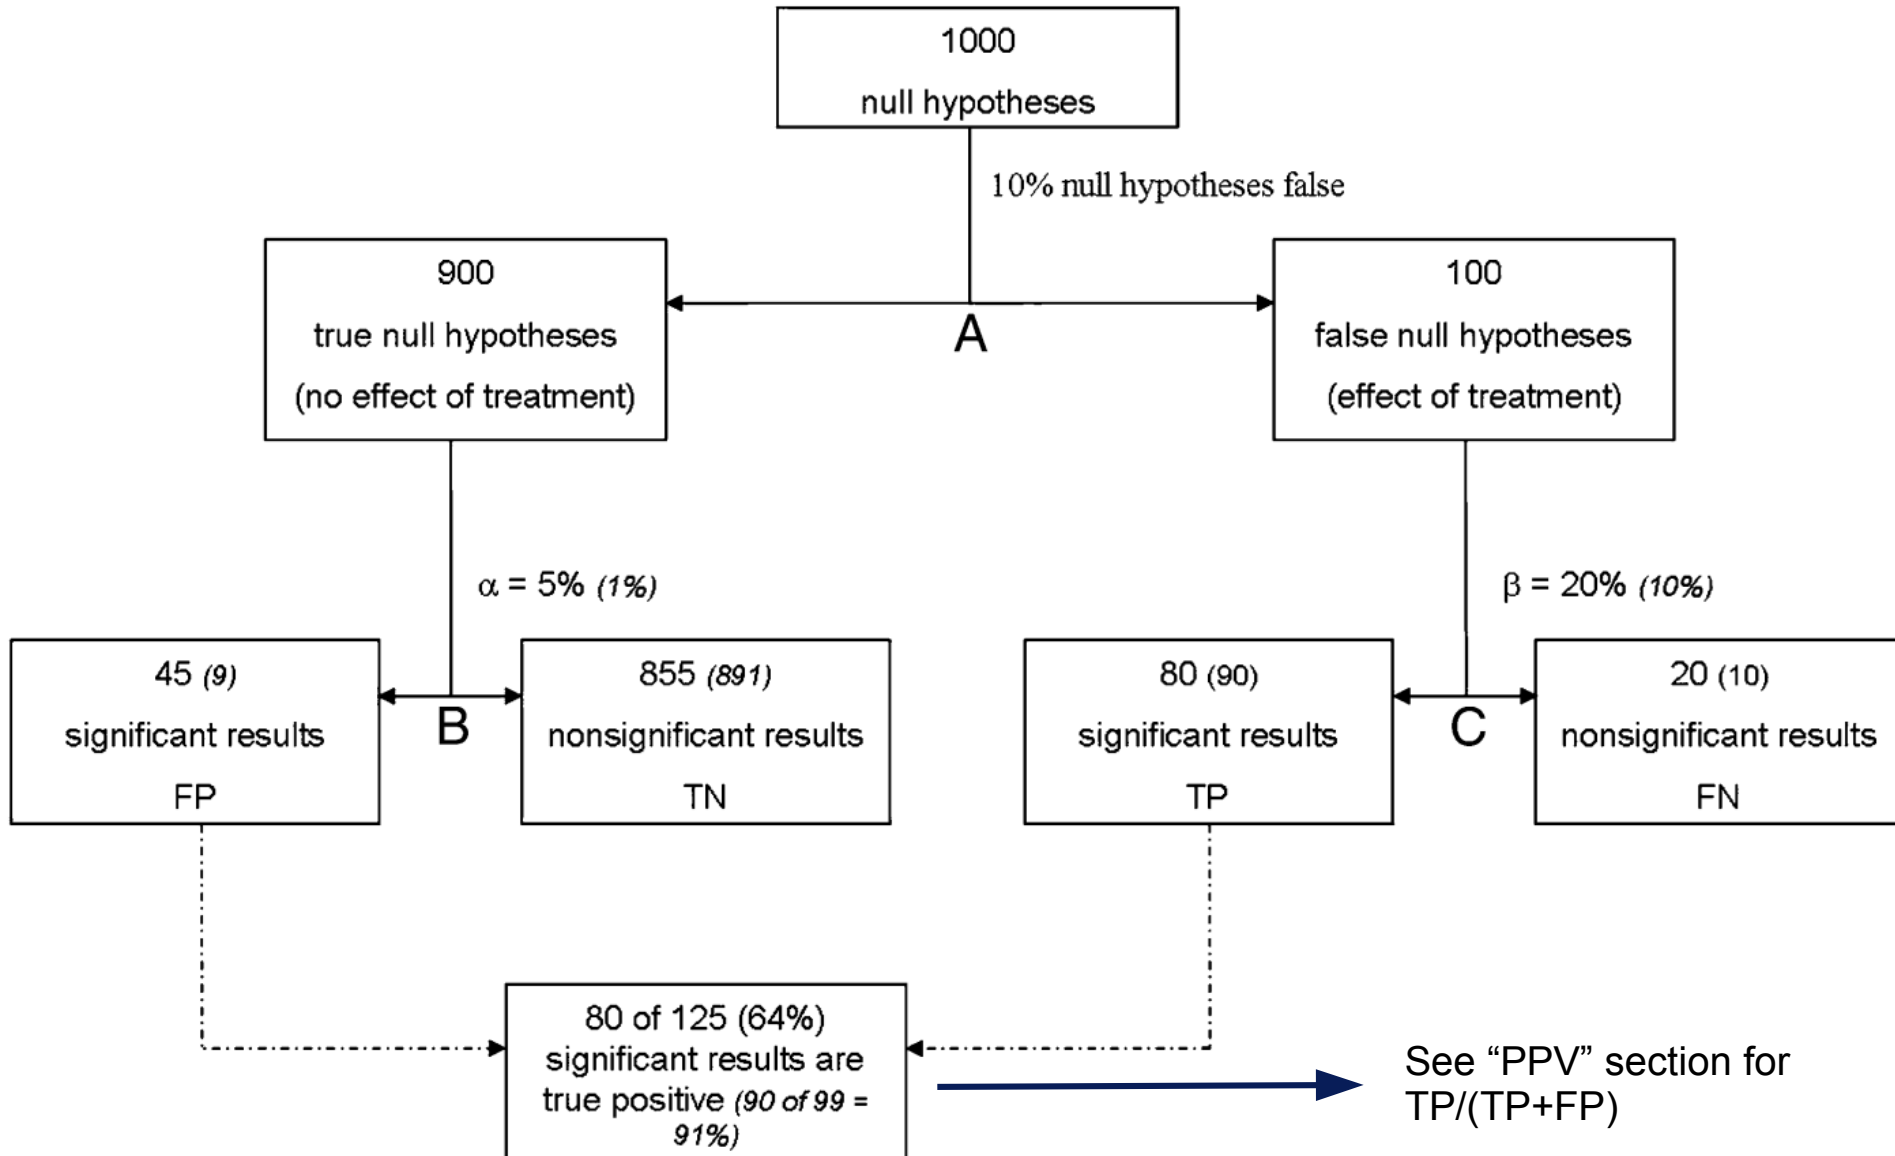 1000
null hypotheses
10% null hypotheses false
900
true null hypotheses
(no effect of treatment)
A
100
false null hypotheses
(effect of treatment)
α = 5% (1%)
β = 20% (10%)
45 (9)
significant results
FP
B
855 (891)
nonsignificant results
TN
80 (90)
significant results
TP
C
20 (10)
nonsignificant results
FN
80 of 125 (64%)
significant results are
true positive (90 of 99 =
91%)
See “PPV” section for
TP/(TP+FP)